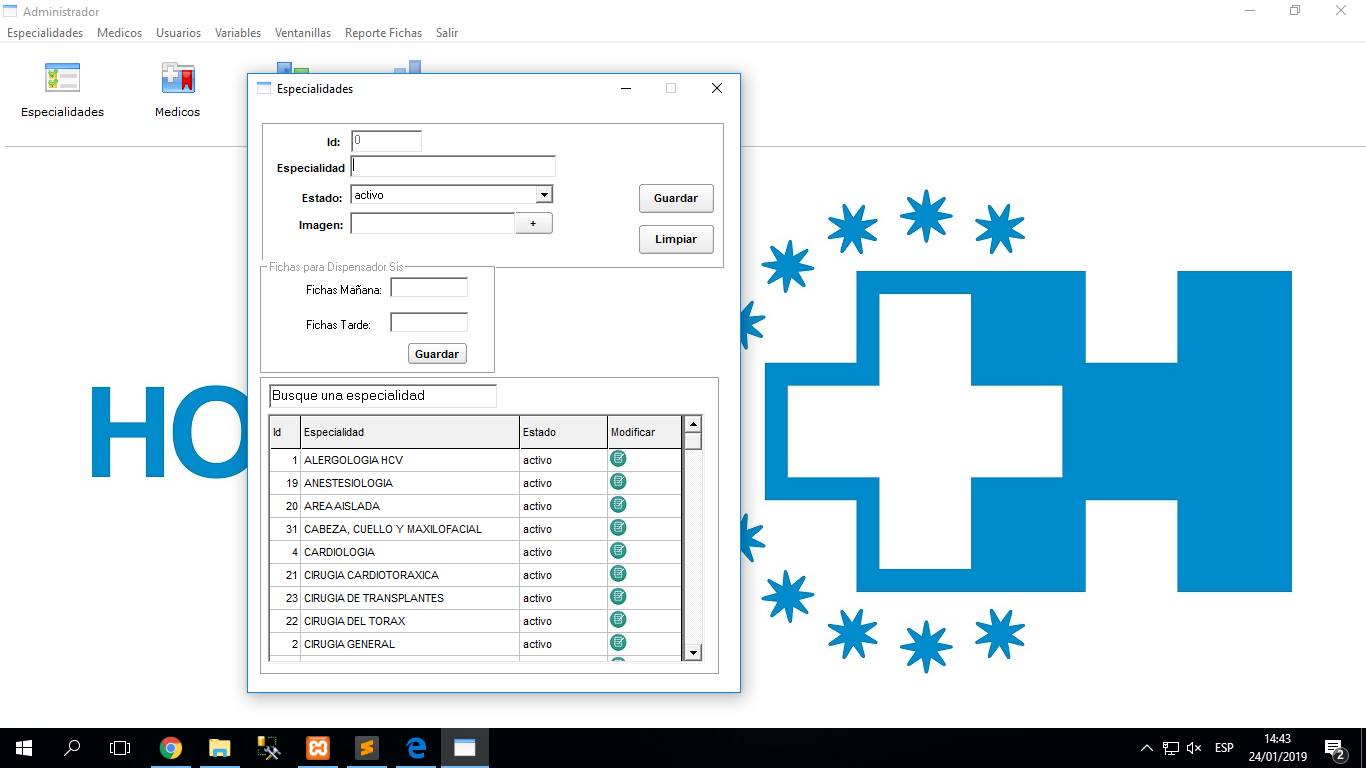 Administrador
Especialidades Medicos Usuarios Variables Ventanillas Reporte Fichas Salir
Especialidades Medicos
Especialidades
Id: 0
Especialidad
Estado: activo
Guardar
Imagen: +
Limpiar
Fichas para Dispensador Sis
Fichas Mañana:
Fichas Tarde:
Guardar
Busque una especialidad
Id Especialidad Estado Modificar
1 ALERGOLOGIA HCV activo
19 ANESTESIOLOGIA activo
20 AREA AISLADA activo
31 CABEZA, CUELLO Y MAXILOFACIAL activo
4 CARDIOLOGIA activo
21 CIRUGIA CARDIOTORAXICA activo
23 CIRUGIA DE TRANSPLANTES activo
22 CIRUGIA DEL TORAX activo
2 CIRUGIA GENERAL activo
HO
H
ESP
14:43
24/01/2019
2